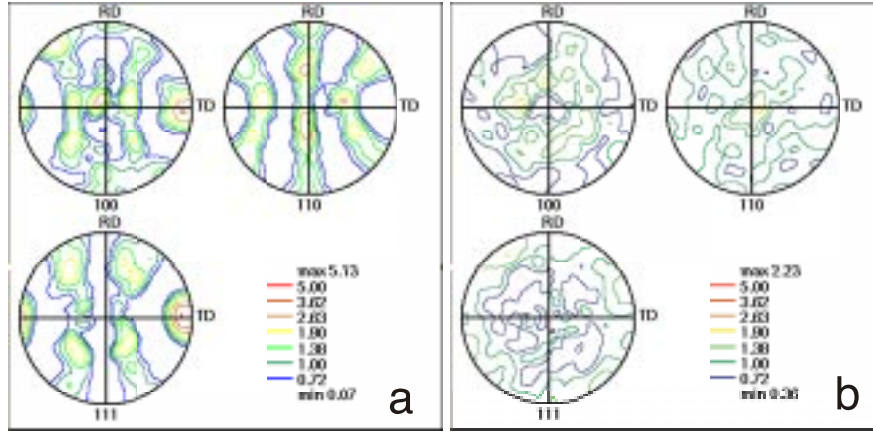 RD
RD
TD
TD
100
110
RD
TD
111
max 5.13
5.00
3.62
2.63
1.90
1.38
1.00
0.72
min 0.07
a
RD
RD
TD
TD
100
110
RD
TD
111
max 2.23
5.00
3.62
2.63
1.90
1.38
1.00
0.72
min 0.36
b